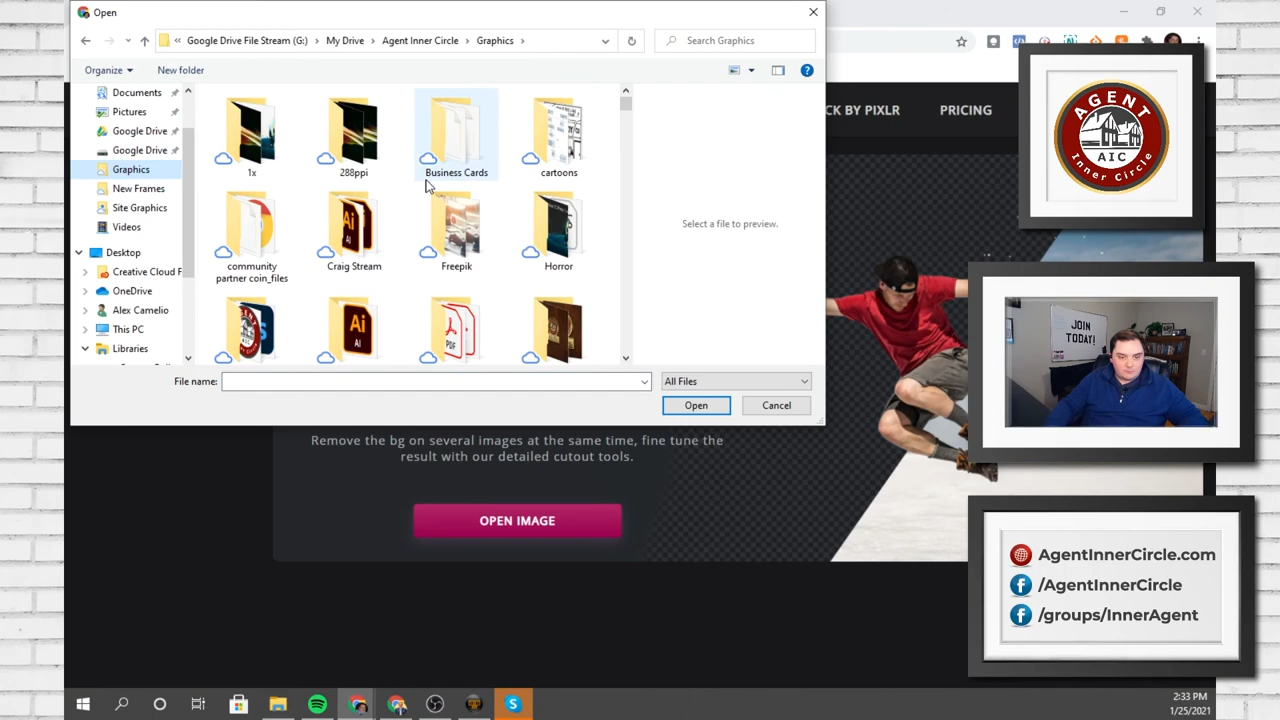 Open
« Google Drive File Stream (G:) > My Drive > Agent Inner Circle > Graphics >
Search Graphics
Organize
New folder
Documents
Pictures
Google Drive
Google Drive
Graphics
New Frames
Site Graphics
Videos
Desktop
Creative Cloud F
OneDrive
Alex Camelio
This PC
Libraries
1x
288ppi
Business Cards
cartoons
community partner coin_files
Craig Stream
Freepik
Horror
Ai
Ai
PDF
Select a file to preview.
File name:
All Files
Open
Cancel
CK BY PIXLR
PRICING
Remove the bg on several images at the same time, fine tune the
result with our detailed cutout tools.
OPEN IMAGE
AGENT
AIC
Inner Circle
JOIN
TODAY!
AgentInnerCircle.com
/AgentInnerCircle
/groups/InnerAgent
2:33 PM
1/25/2021